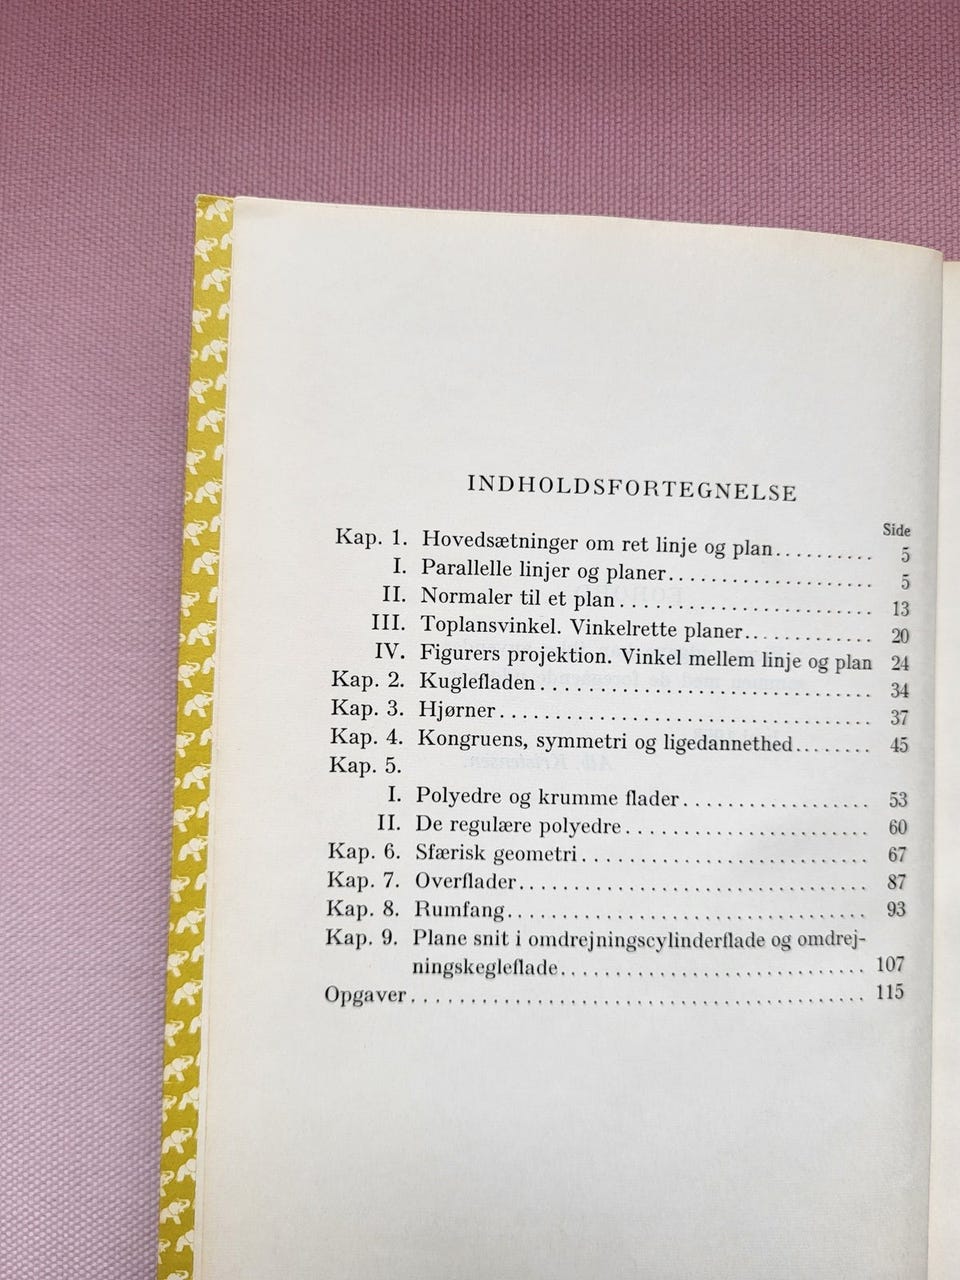 INDHOLDSFORTEGNELSE
Side
Kap. 1. Hovedsætninger om ret linje og plan.......... 5
I. Parallelle linjer og planer.................... 5
II. Normaler til et plan........................ 13
III. Toplansvinkel. Vinkelrette planer............ 20
IV. Figurers projektion. Vinkel mellem linje og plan 24
Kap. 2. Kuglefladen............................... 34
Kap. 3. Hjørner................................... 37
Kap. 4. Kongruens, symmetri og ligedannethed........ 45
Kap. 5.
I. Polyedre og krumme flader.................. 53
II. De regulære polyedre...................... 60
Kap. 6. Sfærisk geometri.......................... 67
Kap. 7. Overflader................................ 87
Kap. 8. Rumfang................................. 93
Kap. 9. Plane snit i omdrejningscylinderflade og omdrej-
ningskegleflade............................ 107
Opgaver.......................................... 115